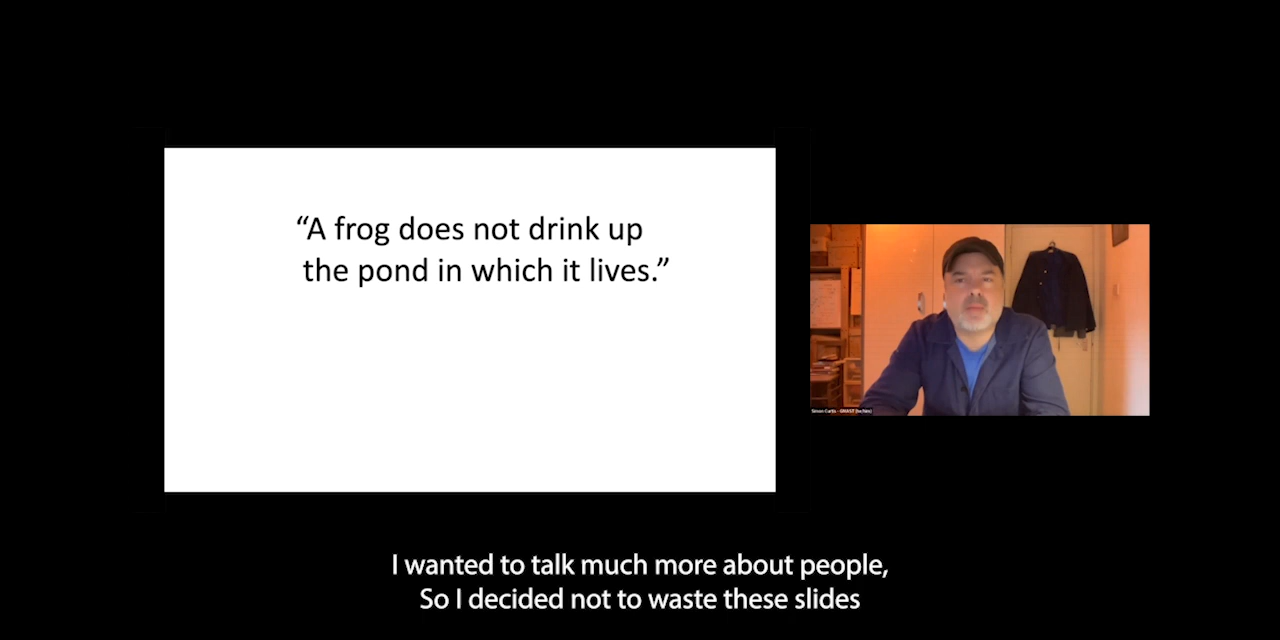 “A frog does not drink up
the pond in which it lives.”
I wanted to talk much more about people,
So I decided not to waste these slides